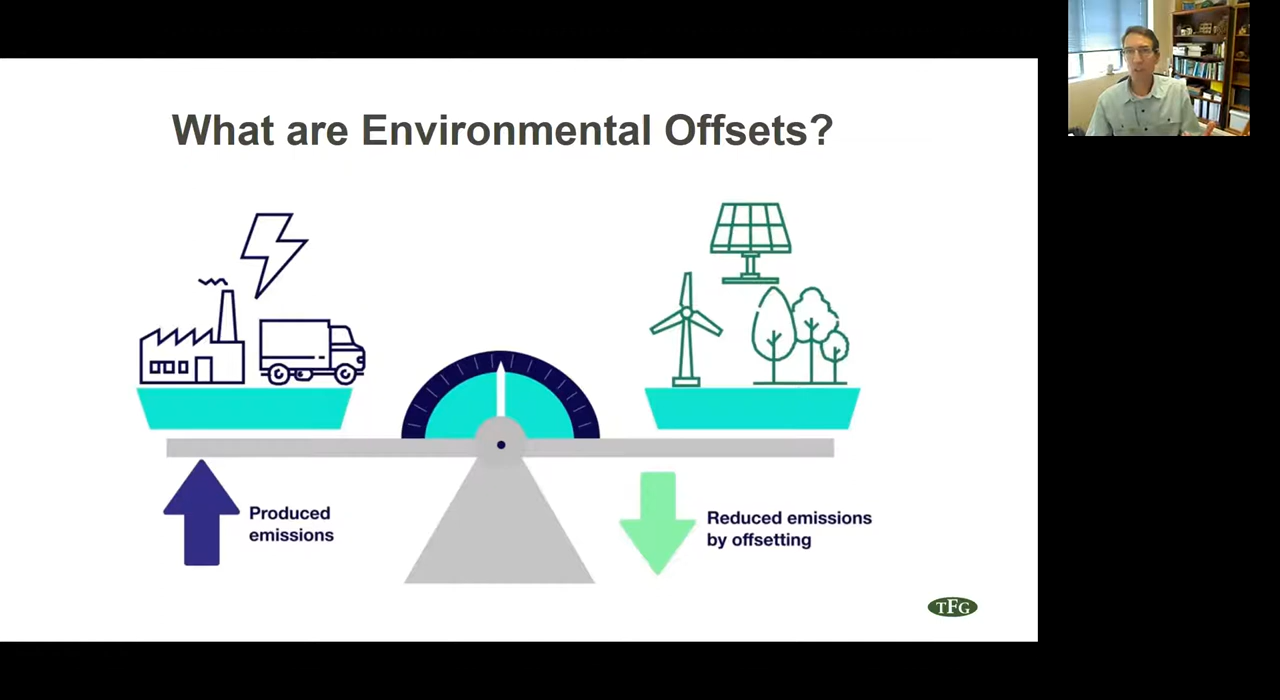 What are Environmental Offsets?
Produced
emissions
Reduced emissions
by offsetting
TFG